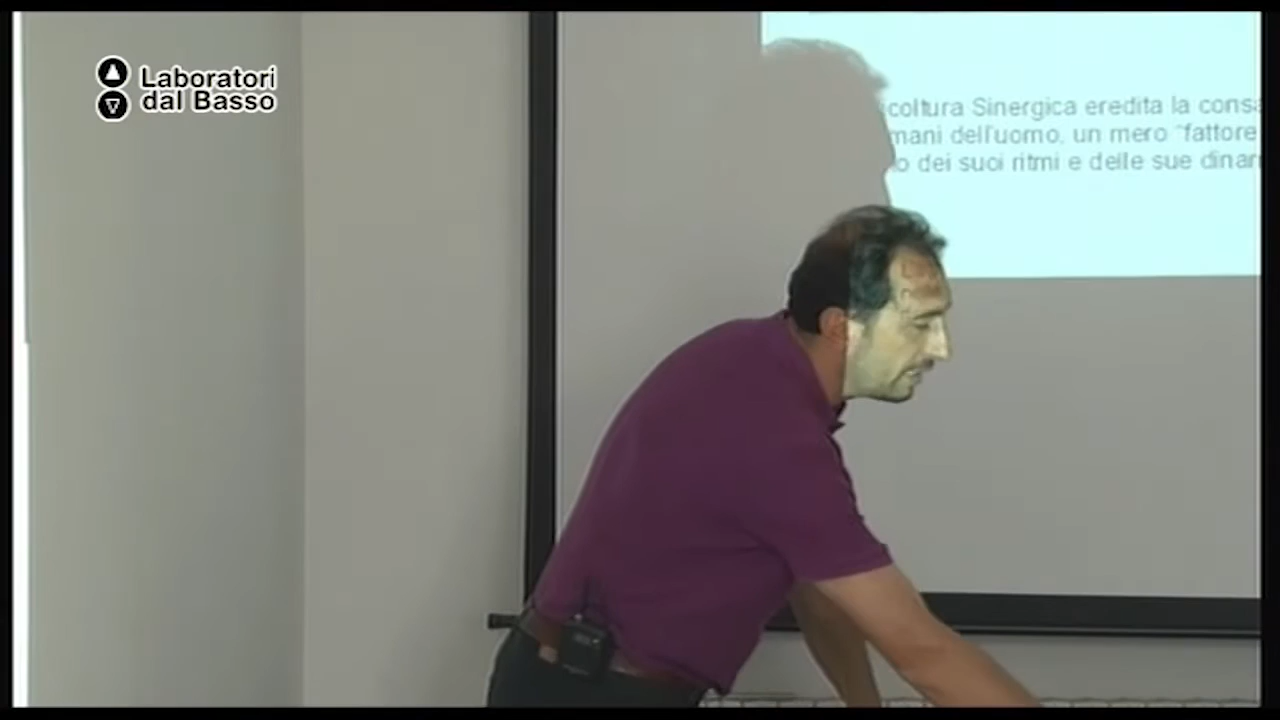 Laboratori
dal Basso
coltura Sinergica eredita la consa
mani dell'uomo, un mero "fattore
o dei suoi ritmi e delle sue dinam